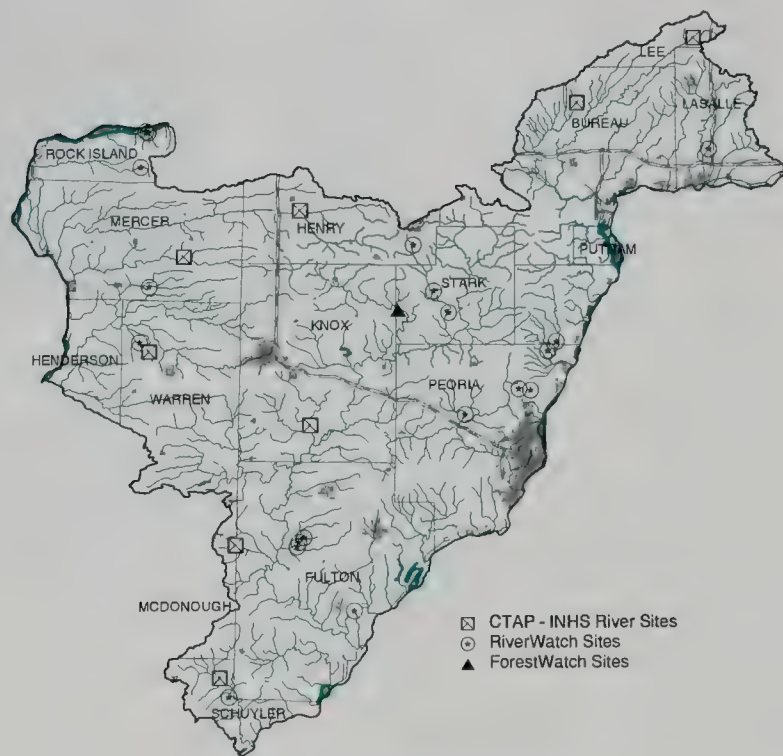 LEE
LASALLE
BUREAU
ROCK ISLAND
MERCER
HENRY
PUTNAM
STARK
KNOX
HENDERSON
PEORIA
WARREN
FULTON
MCDONOUGH
SCHUYLER
CTAP - INHS River Sites
RiverWatch Sites
ForestWatch Sites